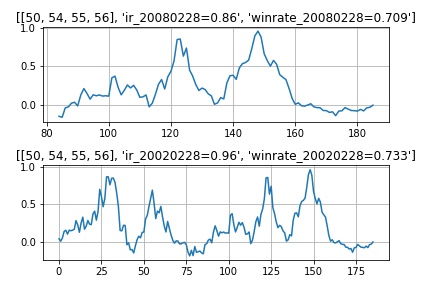 [[50, 54, 55, 56], 'ir_20080228=0.86', 'winrate_20080228=0.709']
1.0
0.5
0.0
80 100 120 140 160 180
[[50, 54, 55, 56], 'ir_20020228=0.96', 'winrate_20020228=0.733']
1.0
0.5
0.0
0 25 50 75 100 125 150 175